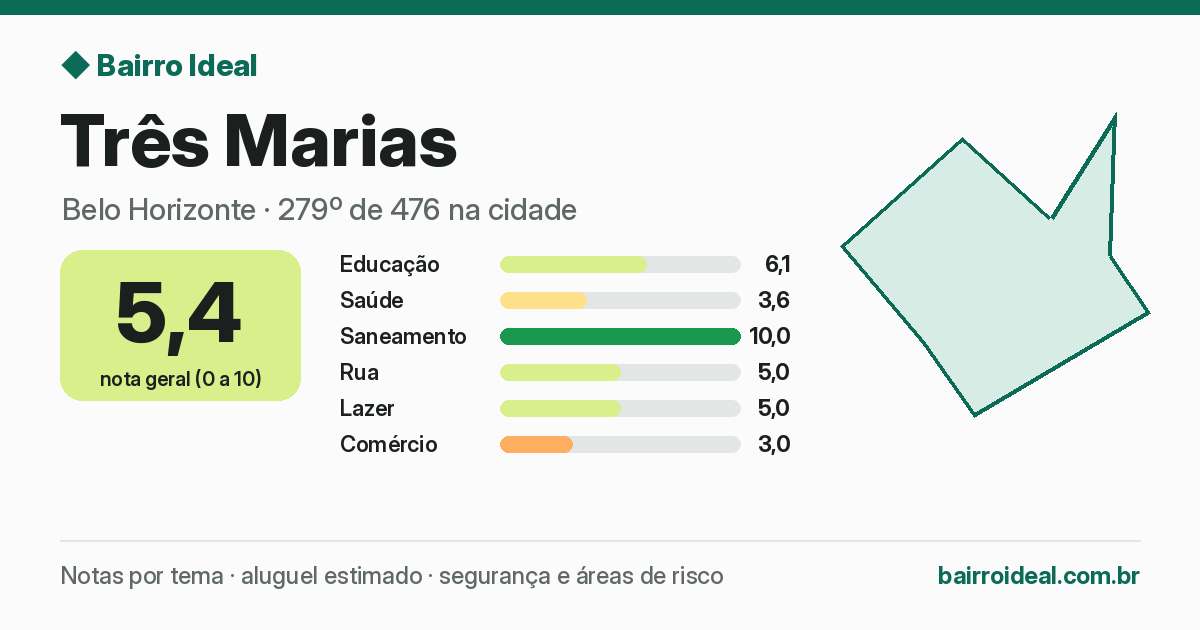 Bairro Ideal
Três Marias
Belo Horizonte · 279º de 476 na cidade
5,4
nota geral (0 a 10)
Educação 6,1
Saúde 3,6
Saneamento 10,0
Rua 5,0
Lazer 5,0
Comércio 3,0
Notas por tema · aluguel estimado · segurança e áreas de risco
bairroideal.com.br